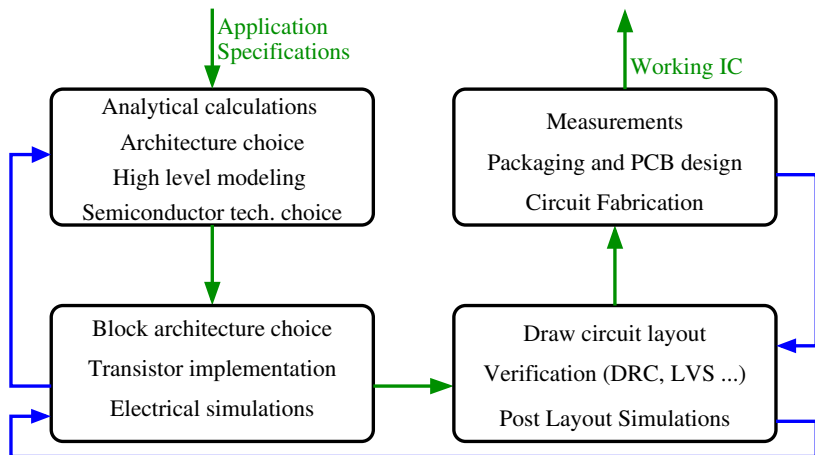 Application
Specifications
Analytical calculations
Architecture choice
High level modeling
Semiconductor tech. choice
Block architecture choice
Transistor implementation
Electrical simulations
Draw circuit layout
Verification (DRC, LVS ...)
Post Layout Simulations
Measurements
Packaging and PCB design
Circuit Fabrication
Working IC